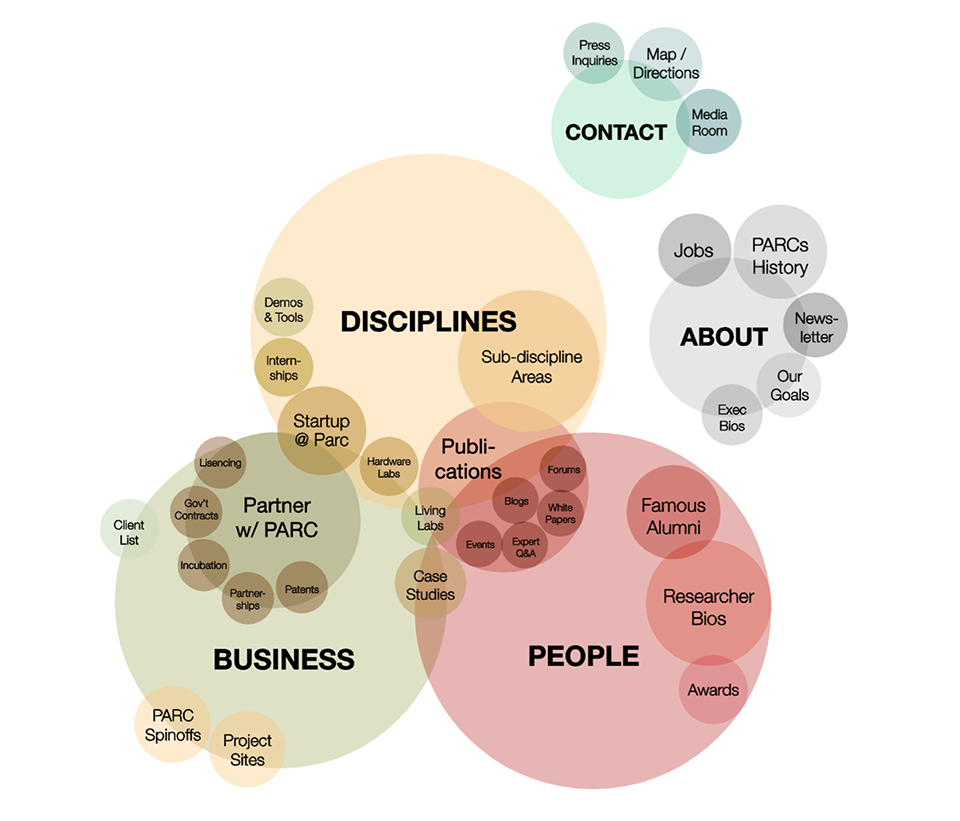 Press
Inquiries
Map /
Directions
Media
Room
CONTACT
Jobs
PARCs
History
News-
letter
ABOUT
Our
Goals
Exec
Bios
Demos
& Tools
DISCIPLINES
Intern-
ships
Sub-discipline
Areas
Startup
@ Parc
Hardware
Labs
Publi-
cations
Forums
Blogs
White
Papers
Events
Expert
Q&A
Living
Labs
Case
Studies
Lisencing
Gov't
Contracts
Partner
w/ PARC
Client
List
Incubation
Partner-
ships
Patents
BUSINESS
PARC
Spinoffs
Project
Sites
Famous
Alumni
Researcher
Bios
PEOPLE
Awards